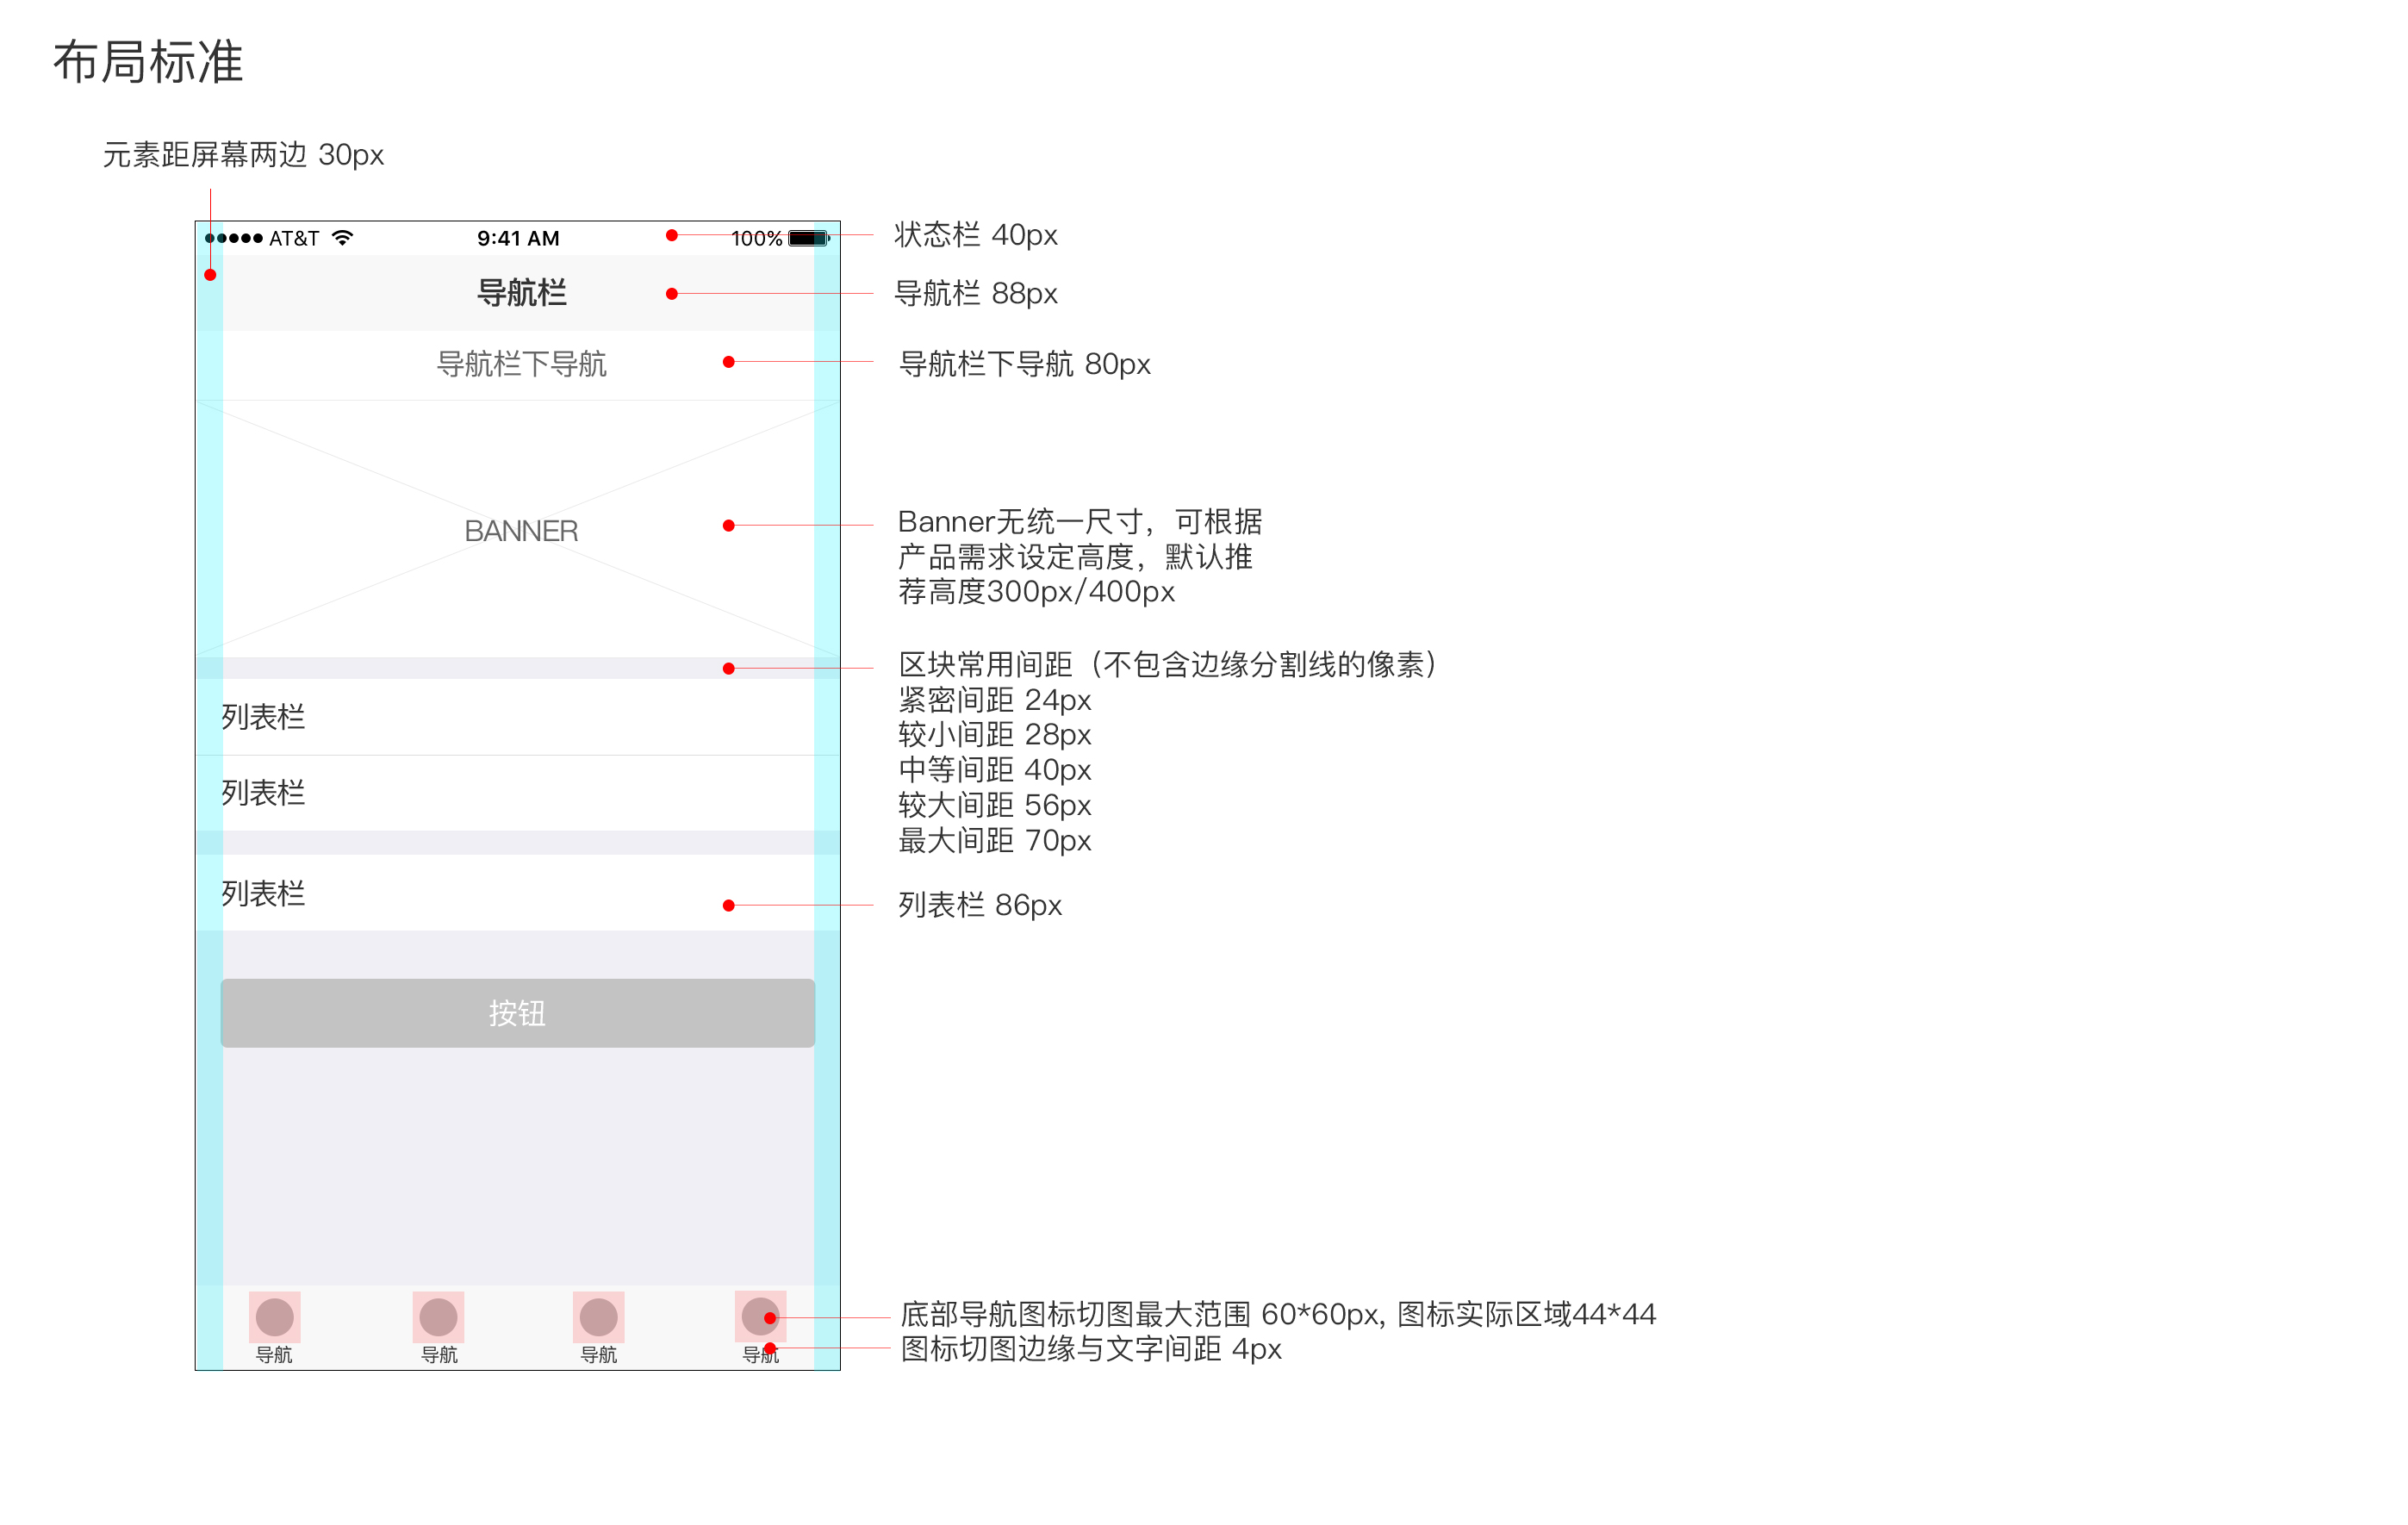 布局标准
元素距屏幕两边 30px
AT&T
9:41 AM
100%
状态栏 40px
导航栏
导航栏 88px
导航栏下导航
导航栏下导航 80px
BANNER
Banner无统一尺寸，可根据
产品需求设定高度，默认推
荐高度300px/400px
区块常用间距（不包含边缘分割线的像素）
紧密间距 24px
较小间距 28px
中等间距 40px
较大间距 56px
最大间距 70px
列表栏
列表栏
列表栏
列表栏 86px
按钮
底部导航图标切图最大范围 60*60px, 图标实际区域44*44
图标切图边缘与文字间距 4px
导航
导航
导航
导航